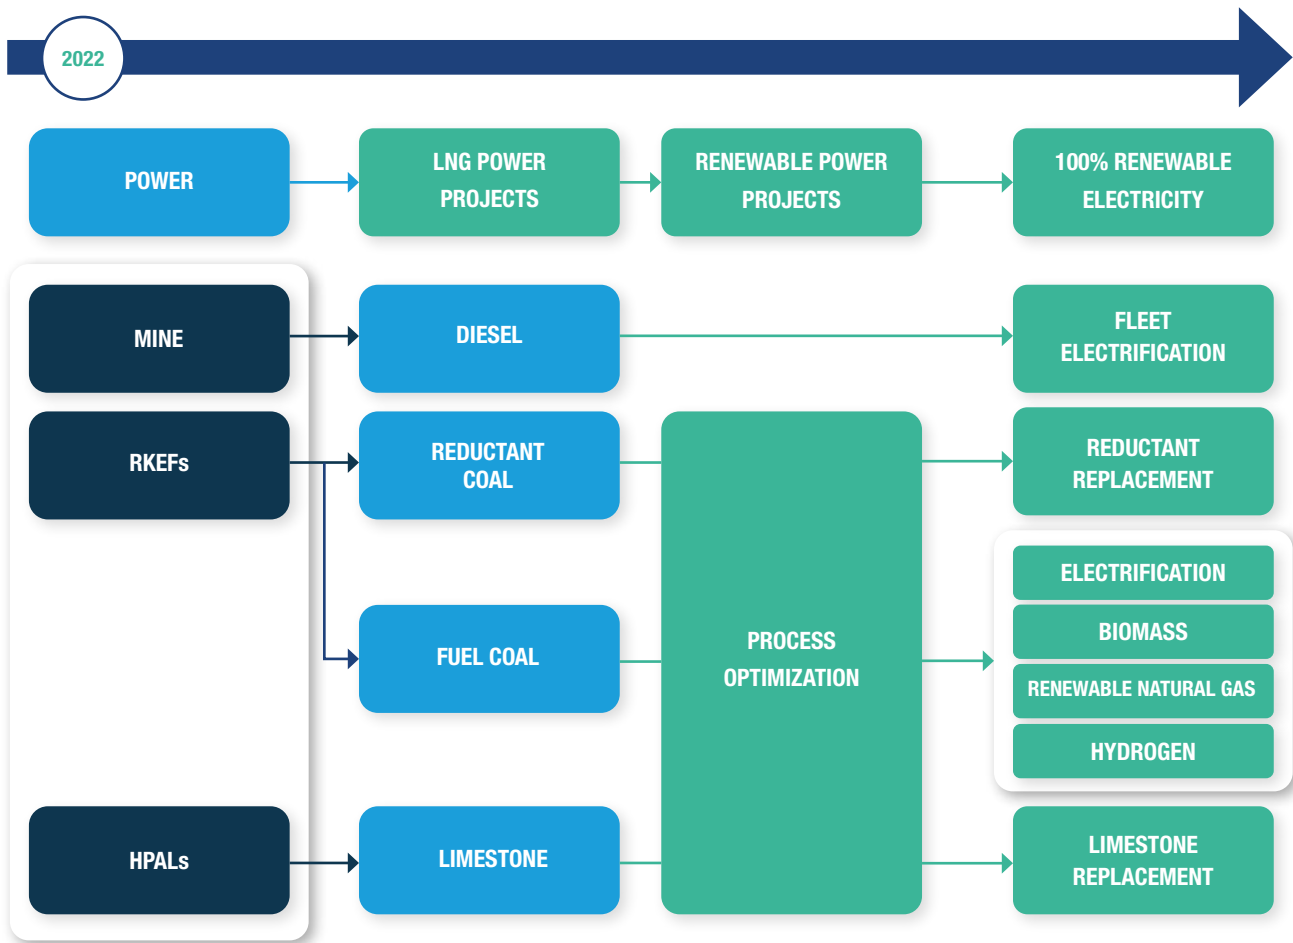 2022
POWER
LNG POWER
PROJECTS
RENEWABLE POWER
PROJECTS
100% RENEWABLE
ELECTRICITY
MINE
DIESEL
FLEET
ELECTRIFICATION
RKEFs
REDUCTANT
COAL
REDUCTANT
REPLACEMENT
FUEL COAL
PROCESS
OPTIMIZATION
ELECTRIFICATION
BIOMASS
RENEWABLE NATURAL GAS
HYDROGEN
HPALs
LIMESTONE
LIMESTONE
REPLACEMENT